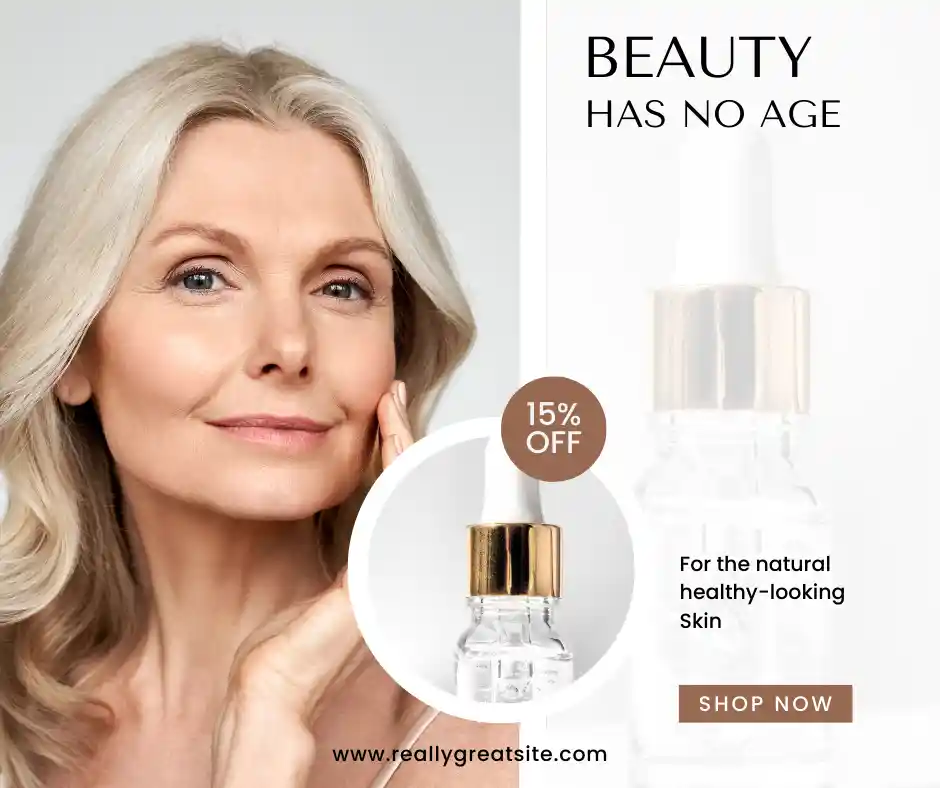 BEAUTY
HAS NO AGE
15%
OFF
For the natural
healthy-looking
Skin
SHOP NOW
www.reallygreatsite.com